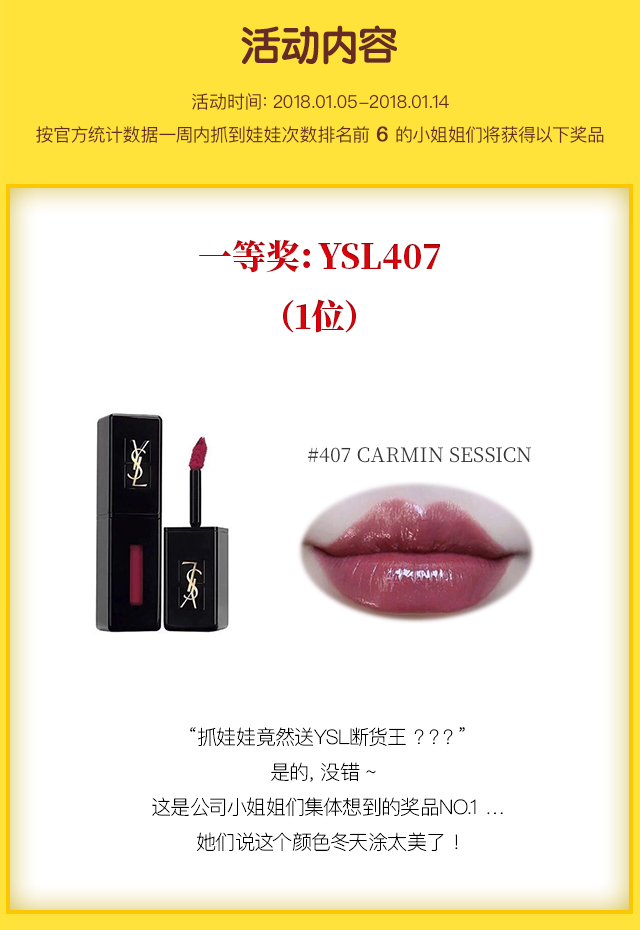 活动内容
活动时间: 2018.01.05-2018.01.14
按官方统计数据一周内抓到娃娃次数排名前 6 的小姐姐们将获得以下奖品
一等奖: YSL407
(1位)
#407 CARMIN SESSICN
YSL
YSL
“抓娃娃竟然送YSL断货王 ???”
是的, 没错 ~
这是公司小姐姐们集体想到的奖品NO.1 ...
她们说这个颜色冬天涂太美了 !